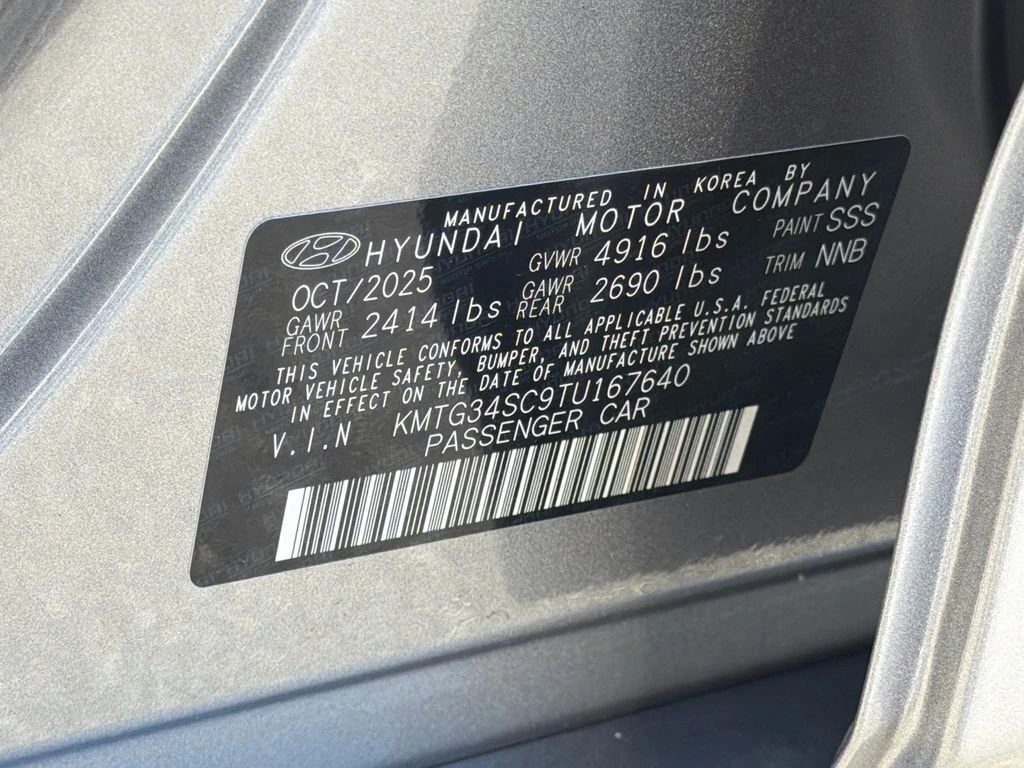 MANUFACTURED IN KOREA BY
HYUNDAI MOTOR COMPANY
OCT/2025 GVWR 4916 lbs PAINT SSS
GAWR FRONT 2414 lbs GAWR REAR 2690 lbs TRIM NNB
THIS VEHICLE CONFORMS TO ALL APPLICABLE U.S.A. FEDERAL
MOTOR VEHICLE SAFETY, BUMPER, AND THEFT PREVENTION STANDARDS
IN EFFECT ON THE DATE OF MANUFACTURE SHOWN ABOVE
V.I.N KMTG34SC9TU167640
PASSENGER CAR